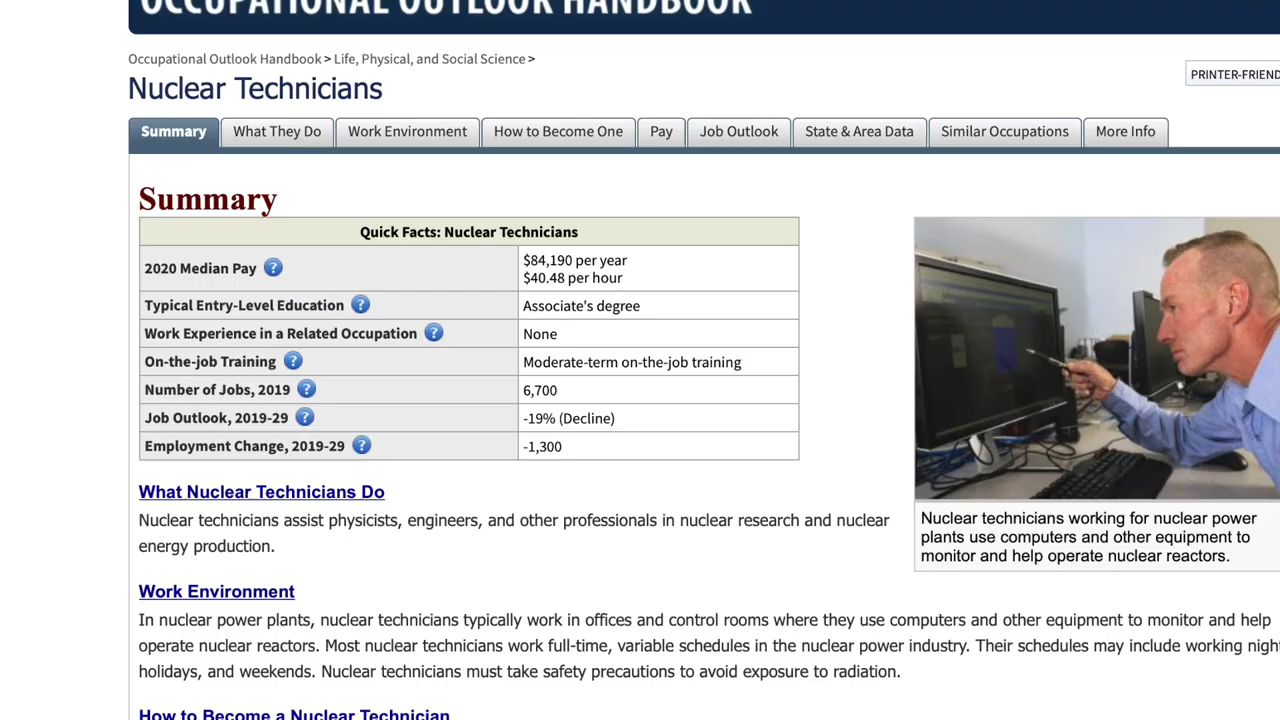 OCCUPATIONAL OUTLOOK HANDBOOK
Occupational Outlook Handbook > Life, Physical, and Social Science >
PRINTER-FRIEND
Nuclear Technicians
Summary What They Do Work Environment How to Become One Pay Job Outlook State & Area Data Similar Occupations More Info
Summary
Quick Facts: Nuclear Technicians
2020 Median Pay ? $84,190 per year
$40.48 per hour
Typical Entry-Level Education ? Associate's degree
Work Experience in a Related Occupation ? None
On-the-job Training ? Moderate-term on-the-job training
Number of Jobs, 2019 ? 6,700
Job Outlook, 2019-29 ? -19% (Decline)
Employment Change, 2019-29 ? -1,300
What Nuclear Technicians Do
Nuclear technicians assist physicists, engineers, and other professionals in nuclear research and nuclear
energy production.
Nuclear technicians working for nuclear power
plants use computers and other equipment to
monitor and help operate nuclear reactors.
Work Environment
In nuclear power plants, nuclear technicians typically work in offices and control rooms where they use computers and other equipment to monitor and help
operate nuclear reactors. Most nuclear technicians work full-time, variable schedules in the nuclear power industry. Their schedules may include working night
holidays, and weekends. Nuclear technicians must take safety precautions to avoid exposure to radiation.
How to Become a Nuclear Technician